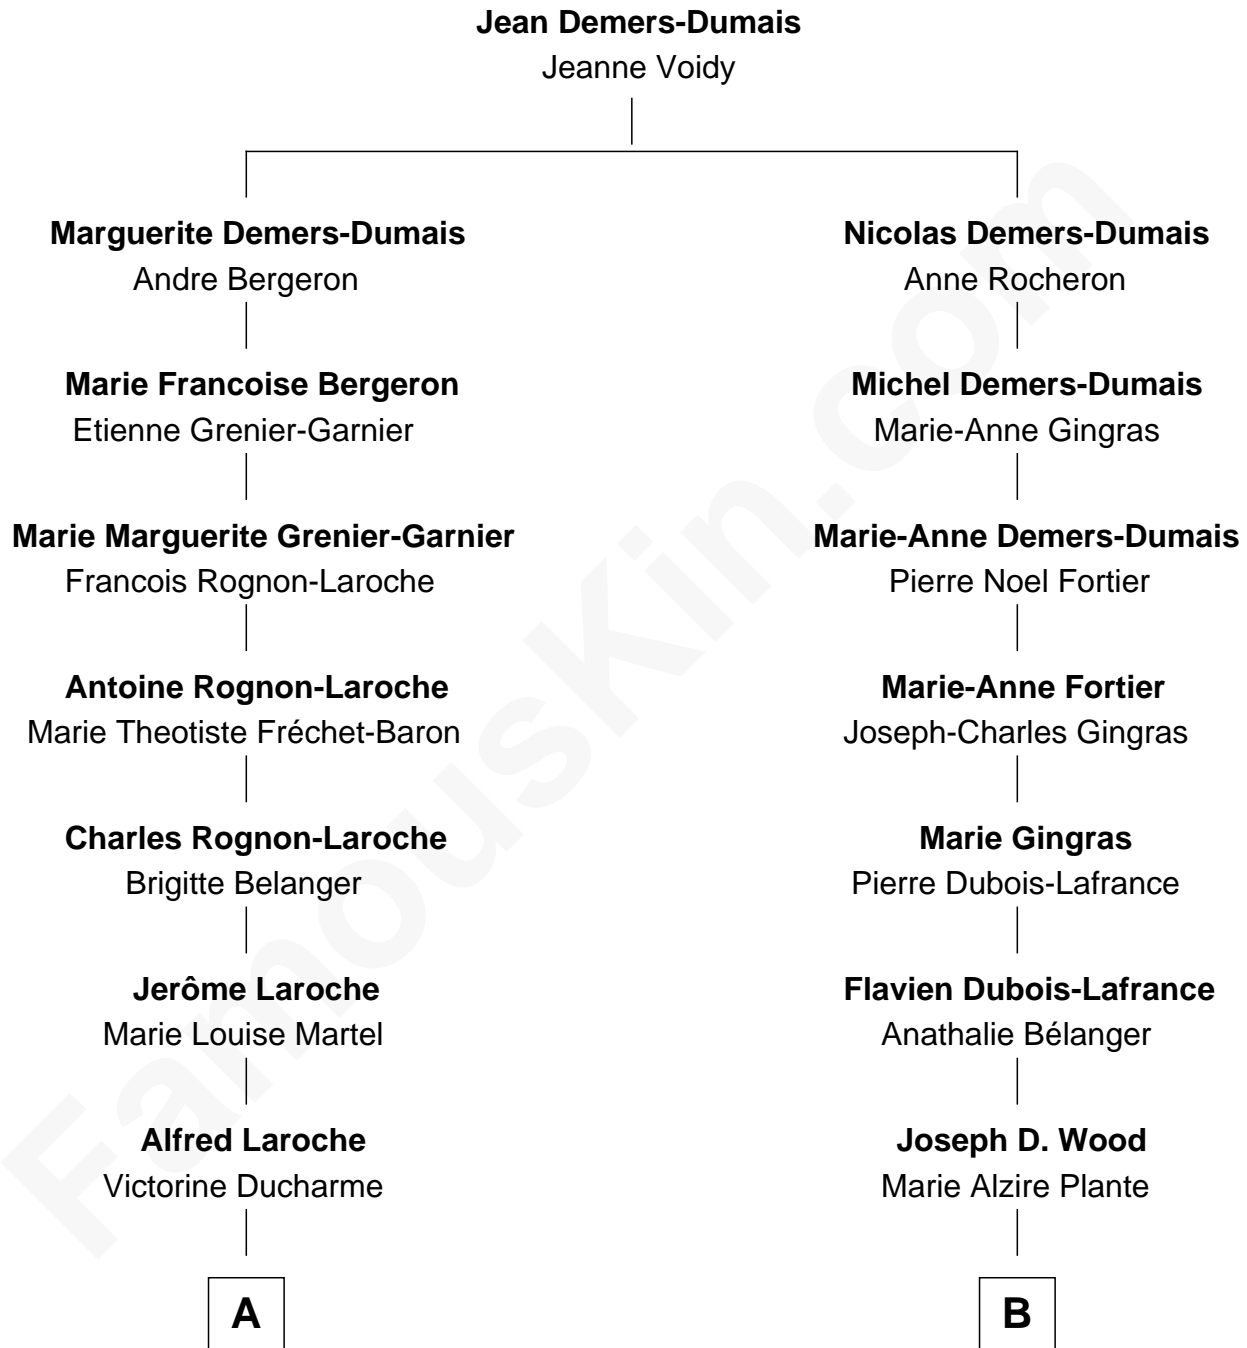 Jean Demers-Dumais
Jeanne Voidy
Marguerite Demers-Dumais
Andre Bergeron
Nicolas Demers-Dumais
Anne Rocheron
Marie Francoise Bergeron
Etienne Grenier-Garnier
Michel Demers-Dumais
Marie-Anne Gingras
Marie Marguerite Grenier-Garnier
Francois Rognon-Laroche
Marie-Anne Demers-Dumais
Pierre Noel Fortier
Antoine Rognon-Laroche
Marie Theotiste Fréchet-Baron
Marie-Anne Fortier
Joseph-Charles Gingras
Charles Rognon-Laroche
Brigitte Belanger
Marie Gingras
Pierre Dubois-Lafrance
Jerôme Laroche
Marie Louise Martel
Flavien Dubois-Lafrance
Anathalie Bélanger
Alfred Laroche
Victorine Ducharme
Joseph D. Wood
Marie Alzire Plante
A
B
FamousKin.com